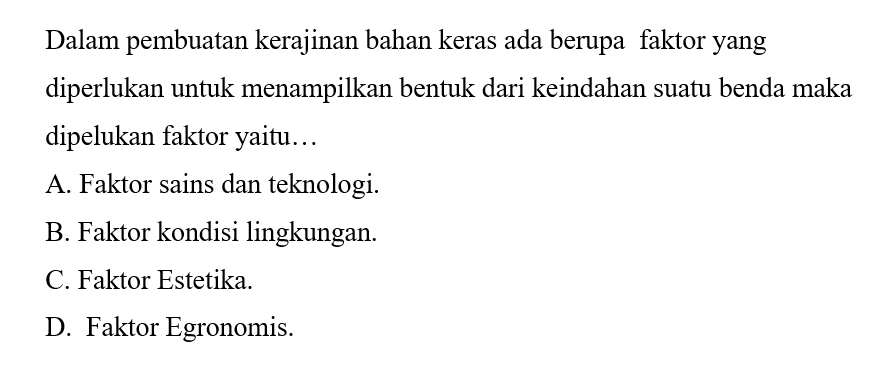 Dalam pembuatan kerajinan bahan keras ada berupa  faktor yang
diperlukan untuk menampilkan bentuk dari keindahan suatu benda maka
dipelukan faktor yaitu…
A. Faktor sains dan teknologi.
B. Faktor kondisi lingkungan.
C. Faktor Estetika.
D.  Faktor Egronomis.